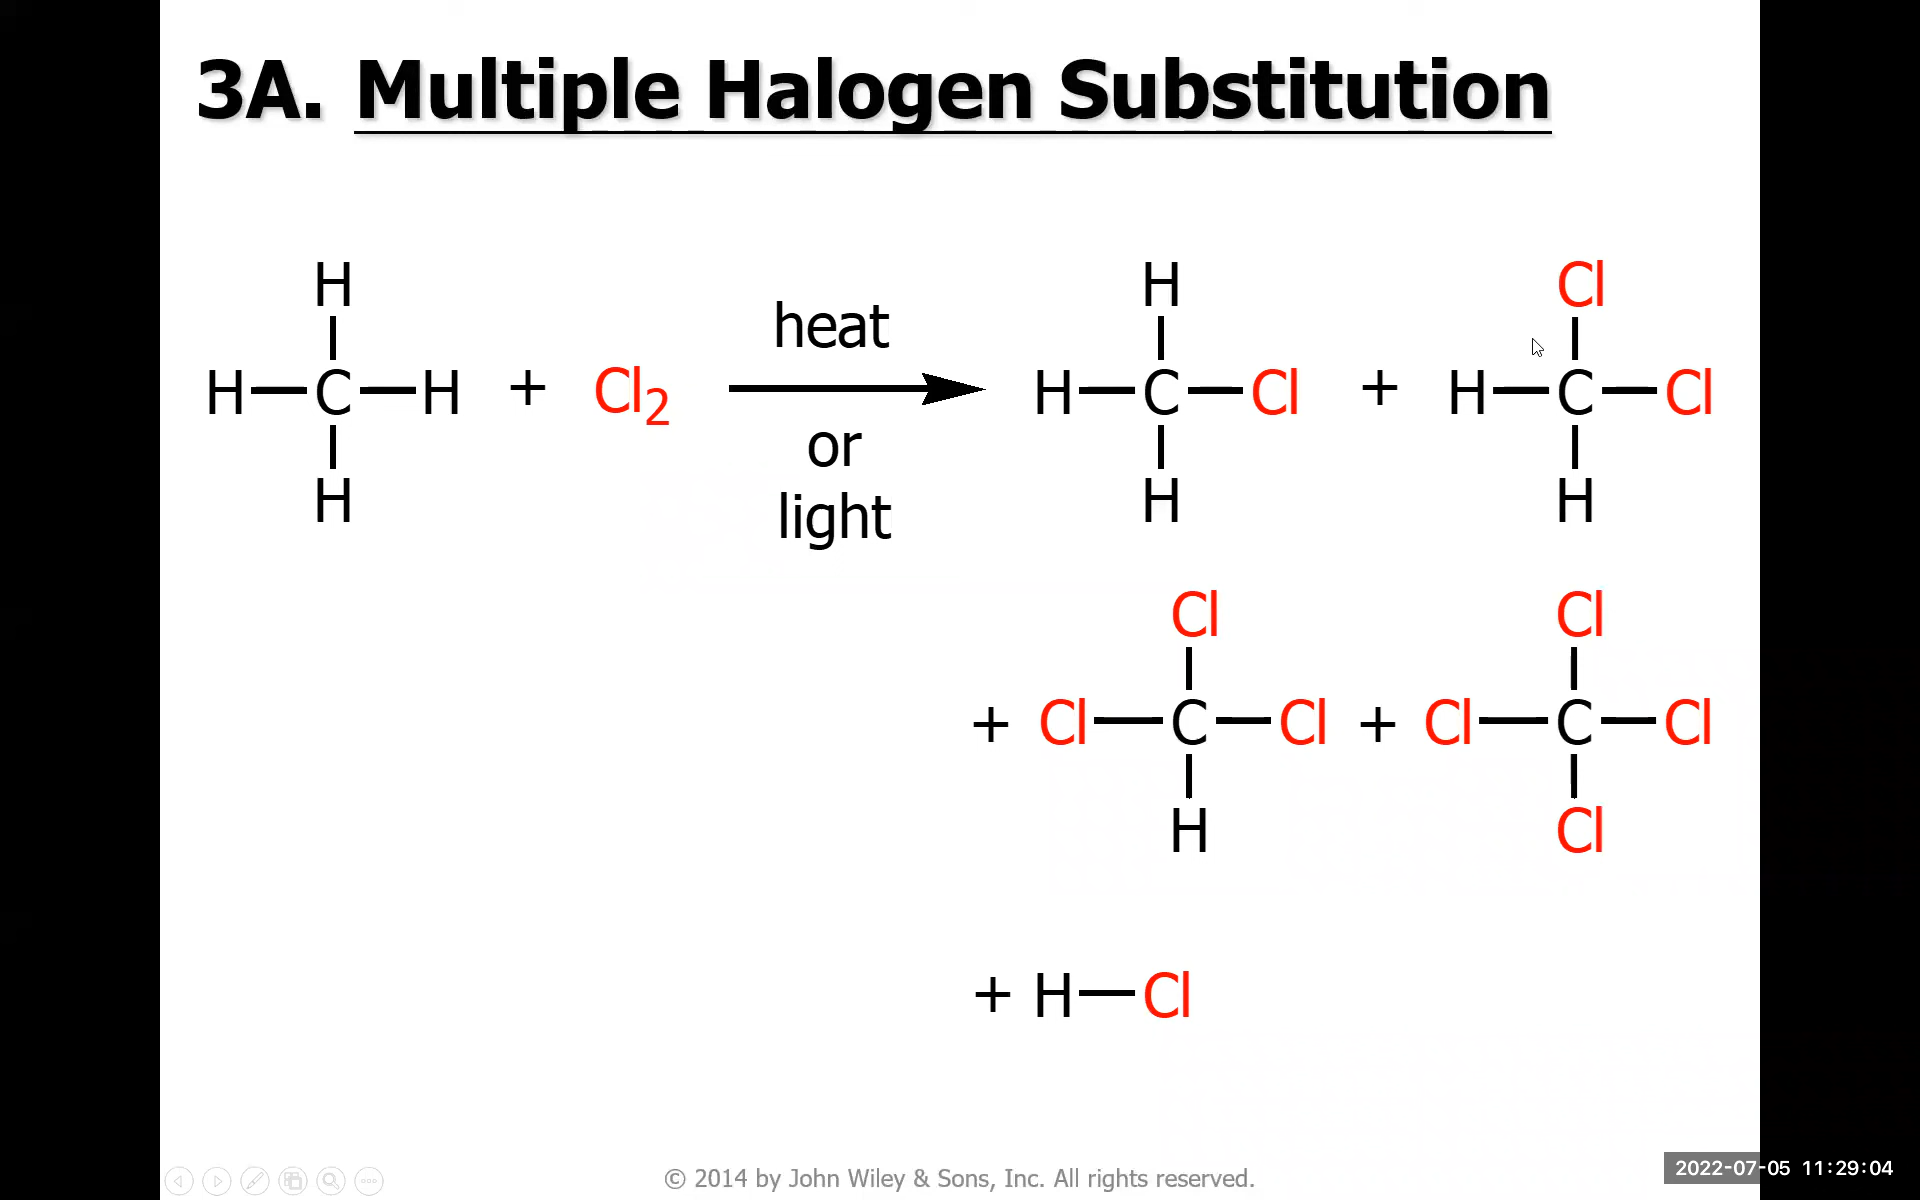 3A. Multiple Halogen Substitution
H H Cl
heat
H—C—H + Cl2 H—C—Cl + H—C—Cl
or
H H H
light
Cl Cl
+ Cl—C—Cl + Cl—C—Cl
H Cl
+ H—Cl
© 2014 by John Wiley & Sons, Inc. All rights reserved.
2022-07-05 11:29:04